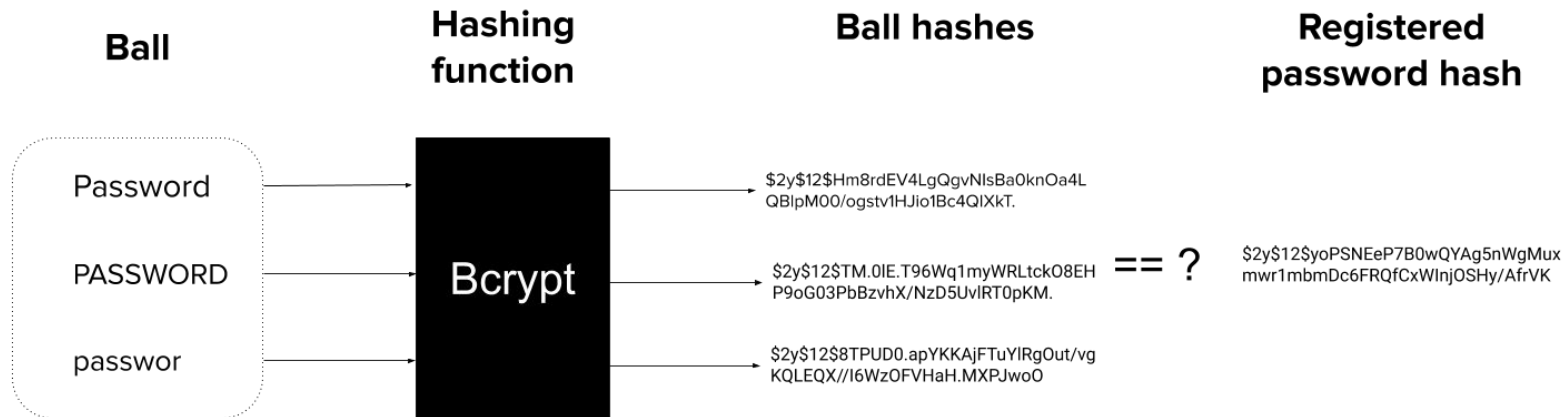 Ball
Hashing
function
Ball hashes
Registered
password hash
Password
PASSWORD
passwor
Bcrypt
$2y$12$Hm8rdEV4LgQgvNIsBa0knOa4L
QBlpM00/ogstv1HJio1Bc4QIXkT.
$2y$12$TM.0lE.T96Wq1myWRLtckO8EH
P9oG03PbBzvhX/NzD5UvlRT0pKM.
$2y$12$8TPUD0.apYKKAjFTuYlRgOut/vg
KQLEQX//I6WzOFVHaH.MXPJwoO
== ?
$2y$12$yoPSNEeP7B0wQYAg5nWgMux
mwr1mbmDc6FRQfCxWInjOSHy/AfrVK